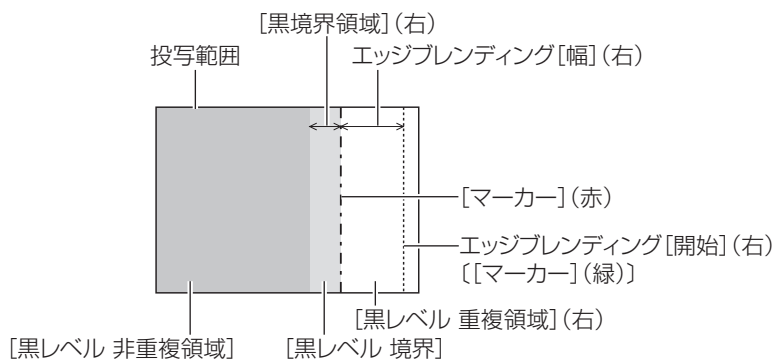 [黒境界領域](右)
投写範囲
エッジブレンディング[幅](右)
[マーカー](赤)
エッジブレンディング[開始](右)
〔[マーカー](緑)〕
[黒レベル 重複領域](右)
[黒レベル 非重複領域]
[黒レベル 境界]